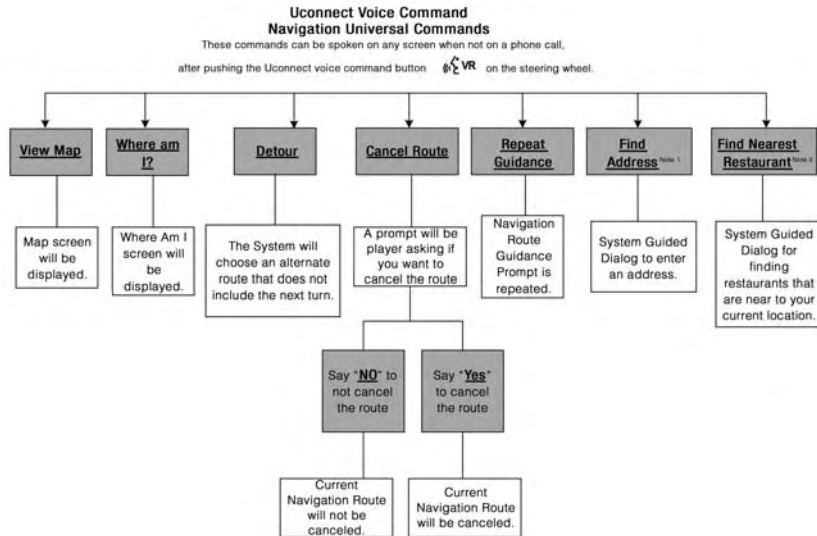 Uconnect Voice Command
Navigation Universal Commands
These commands can be spoken on any screen when not on a phone call,
after pushing the Uconnect voice command button VR on the steering wheel.
View Map
Where am
I?
Detour
Cancel Route
Repeat
Guidance
Find
Address Note 1
Find Nearest
Restaurant Note
Map screen
will be
displayed.
Where Am I
screen will
be
displayed.
The System will
choose an alternate
route that does not
include the next turn.
A prompt will be
player asking if
you want to
cancel the route
Navigation
Route
Guidance
Prompt is
repeated.
System Guided
Dialog to enter
an address.
System Guided
Dialog for
finding
restaurants that
are near to your
current location.
Say "NO" to
not cancel
the route
Say "Yes"
to cancel
the route
Current
Navigation Route
will not be
canceled.
Current
Navigation Route
will be canceled.